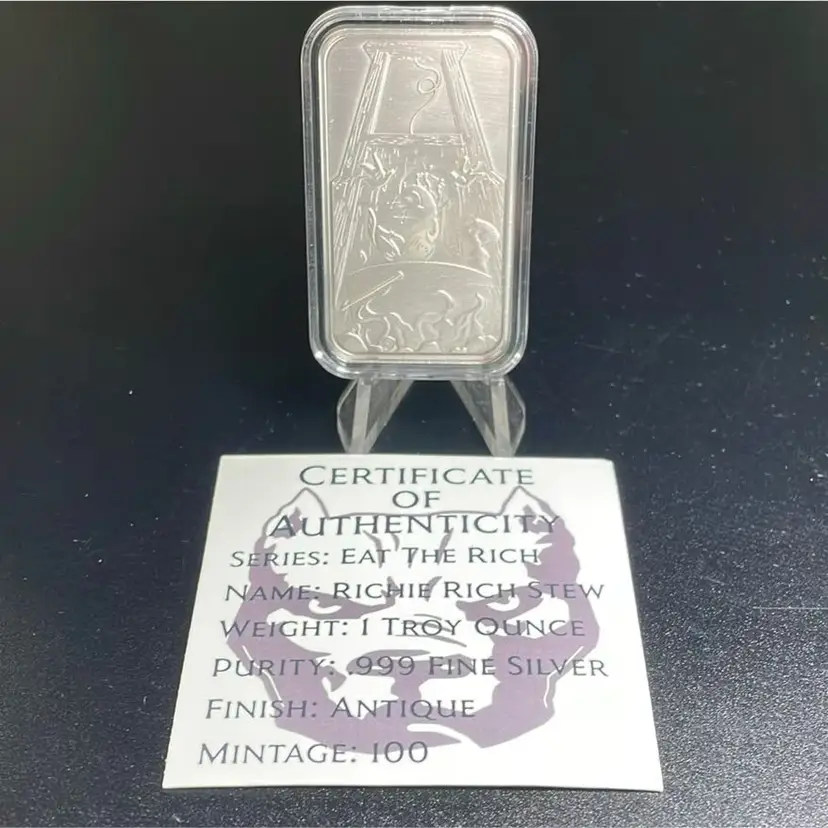 CERTIFICATE
OF
AUTHENTICITY
SERIES: EAT THE RICH
NAME: RICHIE RICH STEW
WEIGHT: 1 TROY OUNCE
PURITY: .999 FINE SILVER
FINISH: ANTIQUE
MINTAGE: 100